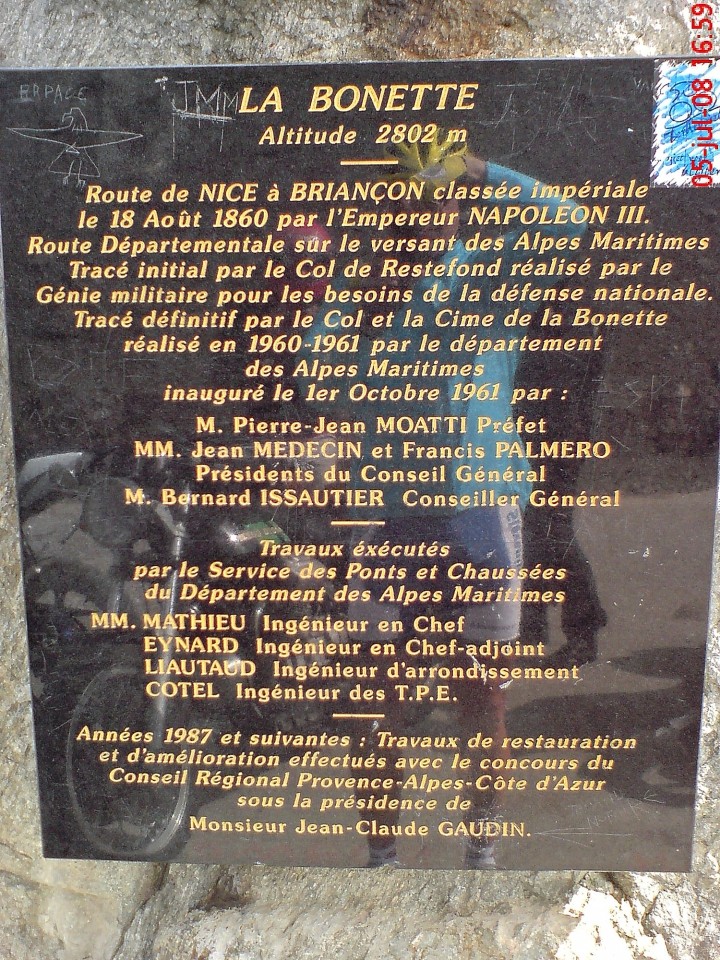 05-jul-08 16:59
ERPACE
JMM
LA BONETTE
Altitude 2802 m
Route de NICE à BRIANÇON classée impériale
le 18 Août 1860 par l'Empereur NAPOLEON III.
Route Départementale sur le versant des Alpes Maritimes
Tracé initial par le Col de Restefond réalisé par le
Génie militaire pour les besoins de la défense nationale.
Tracé définitif par le Col et la Cime de la Bonette
réalisé en 1960-1961 par le département
des Alpes Maritimes
inauguré le 1er Octobre 1961 par :
M. Pierre-Jean MOATTI Préfet
MM. Jean MEDECIN et Francis PALMERO
Présidents du Conseil Général
M. Bernard ISSAUTIER Conseiller Général
Travaux éxécutés
par le Service des Ponts et Chaussées
du Département des Alpes Maritimes
MM. MATHIEU Ingénieur en Chef
EYNARD Ingénieur en Chef-adjoint
LIAUTAUD Ingénieur d'arrondissement
COTEL Ingénieur des T.P.E.
Années 1987 et suivantes : Travaux de restauration
et d'amélioration effectués avec le concours du
Conseil Régional Provence-Alpes-Côte d'Azur
sous la présidence de
Monsieur Jean-Claude GAUDIN.